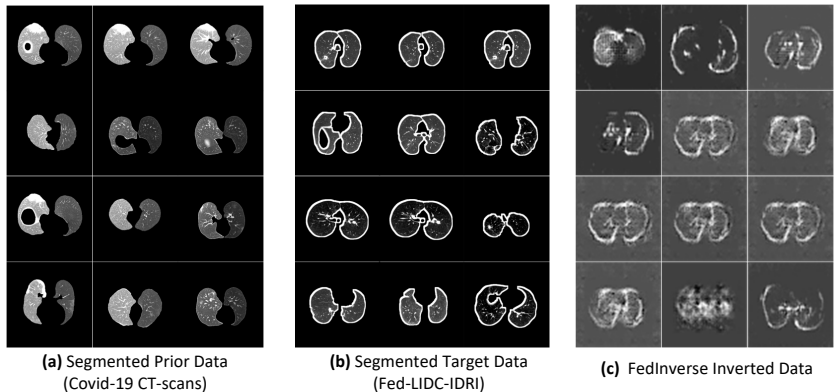 (a) Segmented Prior Data
(Covid-19 CT-scans)
(b) Segmented Target Data
(Fed-LIDC-IDRI)
(c) FedInverse Inverted Data